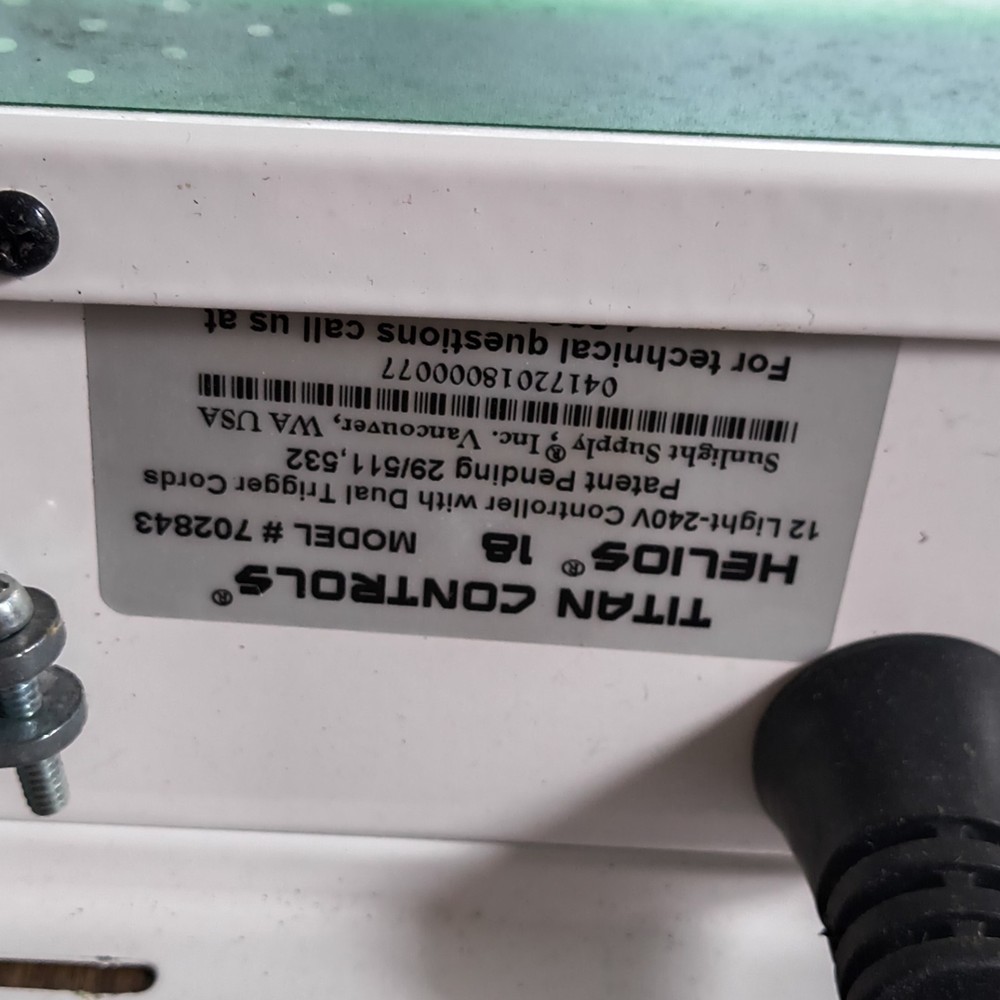 TITAN CONTROLS®
HELIOS® 18 MODEL # 702843
12 Light-240V Controller with Dual Trigger Cords
Patent Pending 29/511,532
Sunlight Supply®, Inc. Vancouver, WA USA
0417201800077
For technical questions call us at